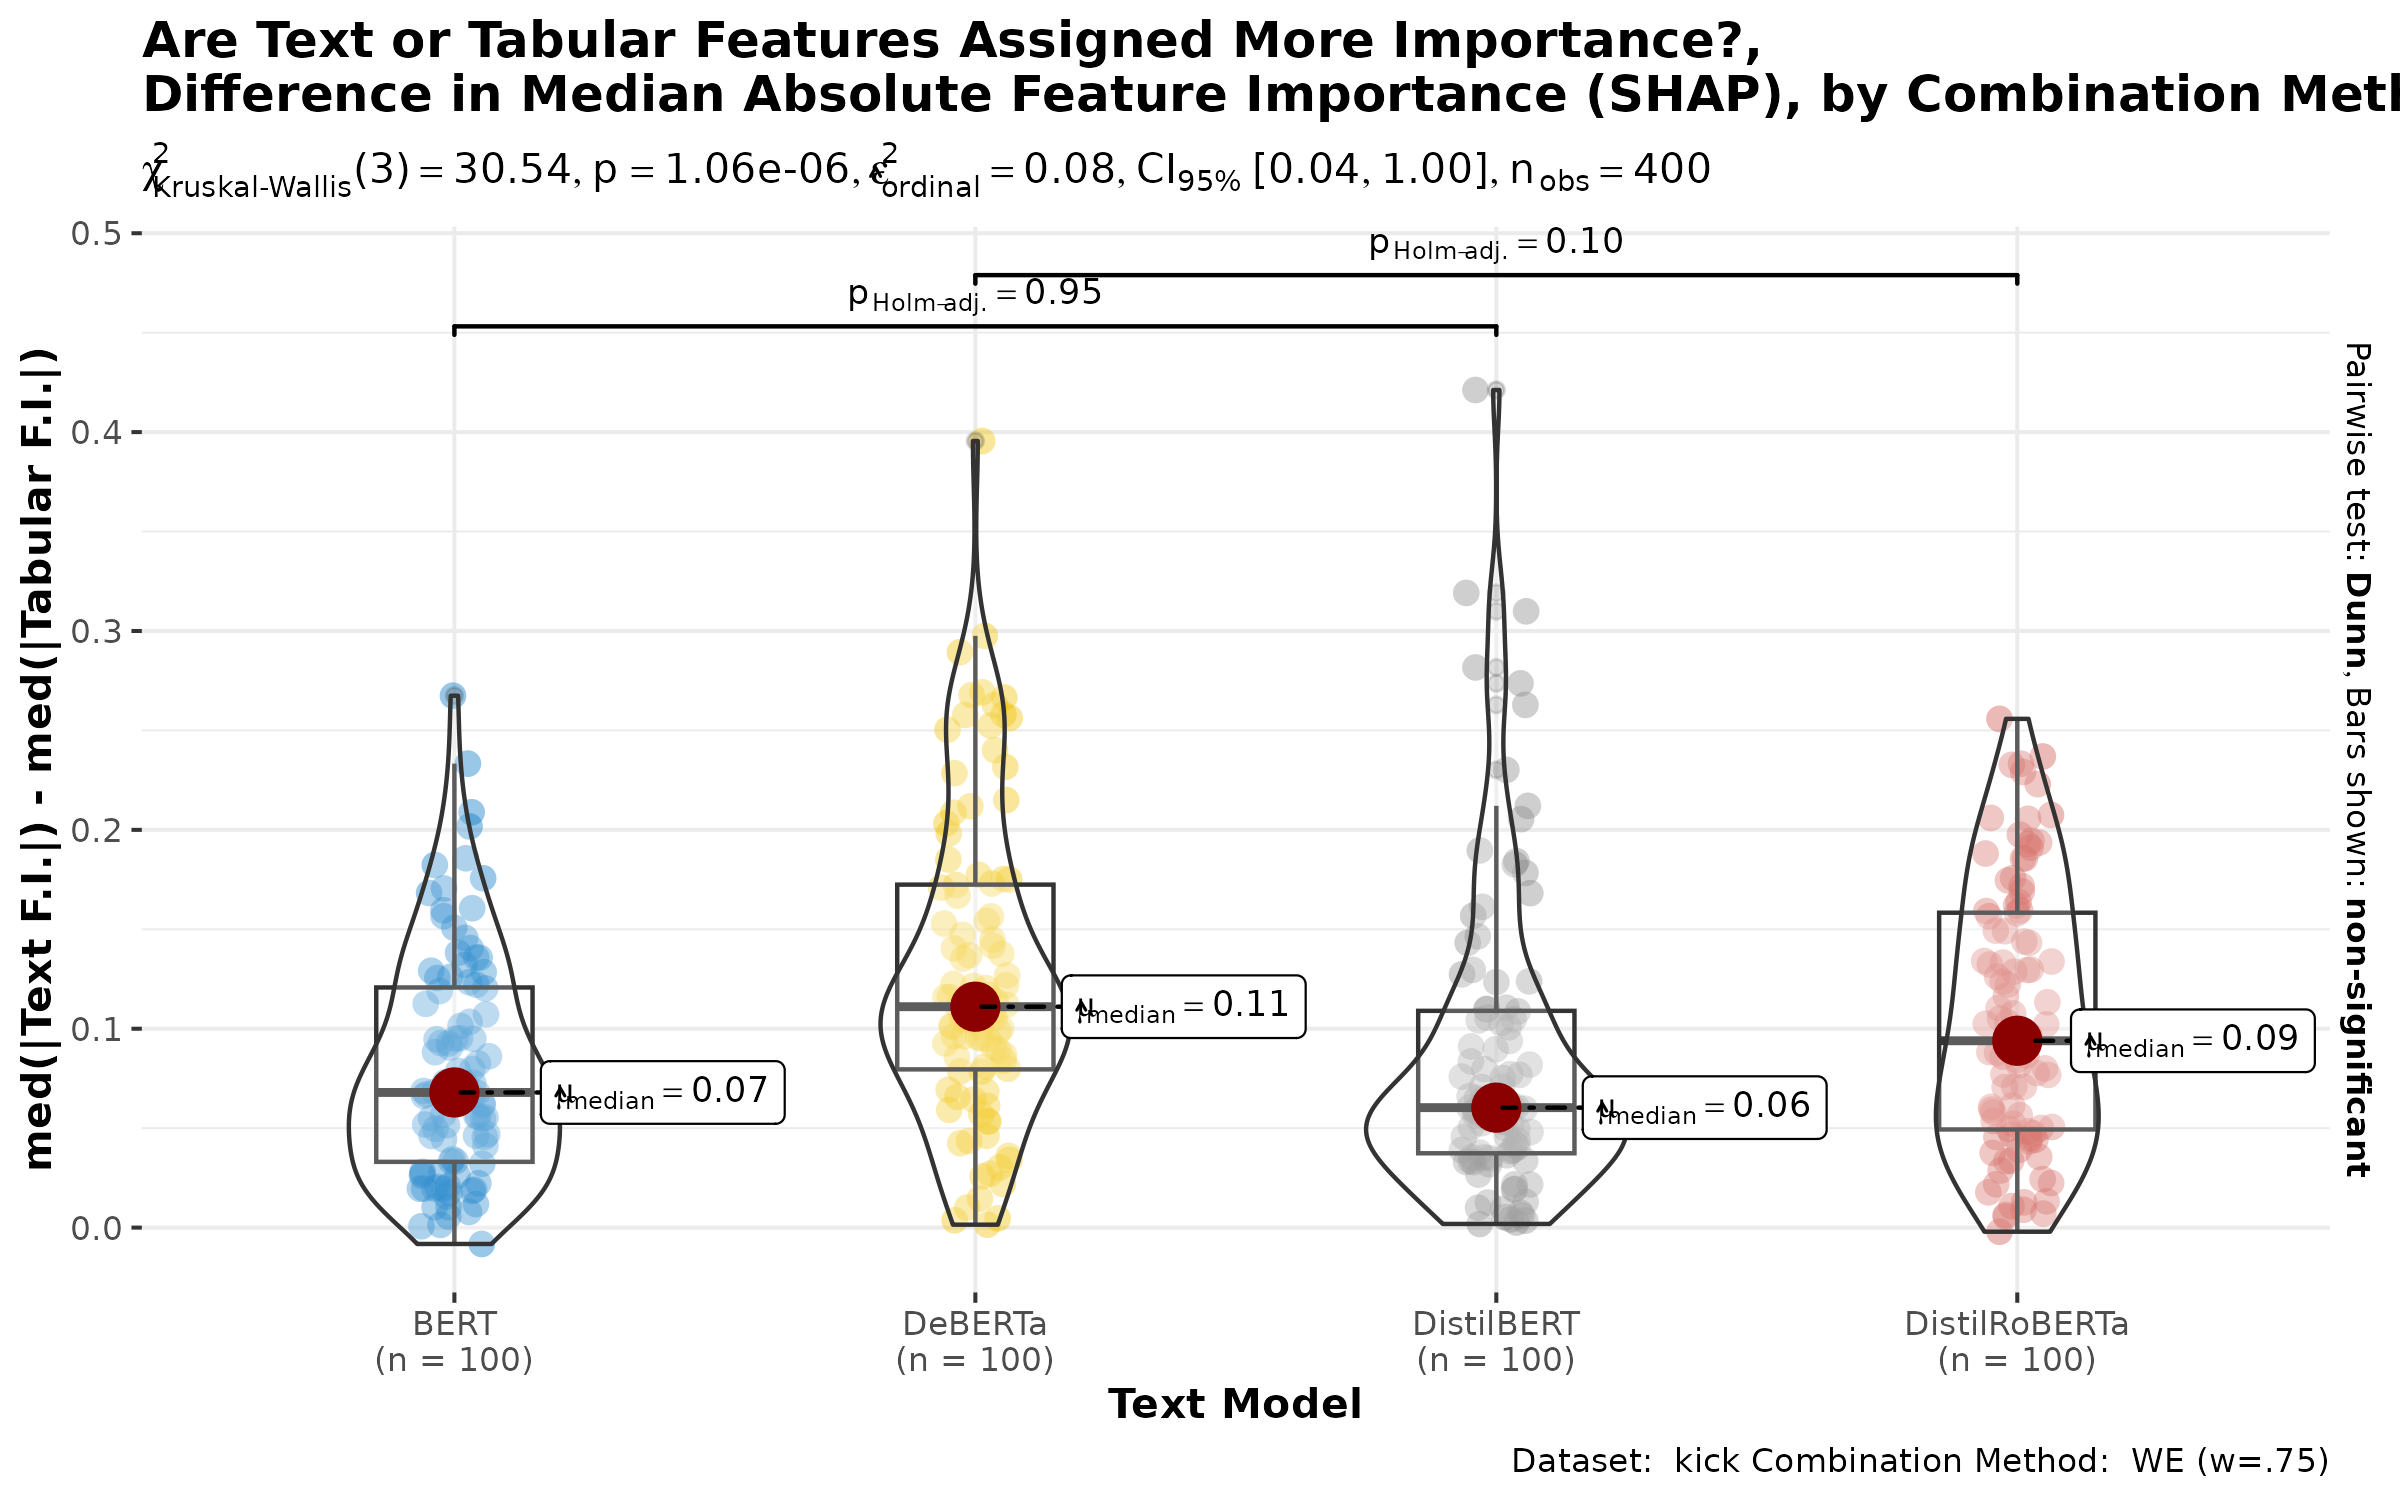 Are Text or Tabular Features Assigned More Importance?,
Difference in Median Absolute Feature Importance (SHAP), by Combination Meth
χ²Kruskal-Wallis(3) = 30.54, p = 1.06e-06, ε̂²ordinal = 0.08, CI95% [0.04, 1.00], nobs = 400
med(|Text F.I.|) - med(|Tabular F.I.|)
0.5
0.4
0.3
0.2
0.1
0.0
pHolm-adj. = 0.10
pHolm-adj. = 0.95
μ̂median = 0.07
μ̂median = 0.11
μ̂median = 0.06
μ̂median = 0.09
Pairwise test: Dunn, Bars shown: non-significant
BERT
(n = 100)
DeBERTa
(n = 100)
DistilBERT
(n = 100)
DistilRoBERTa
(n = 100)
Text Model
Dataset: kick Combination Method: WE (w=.75)